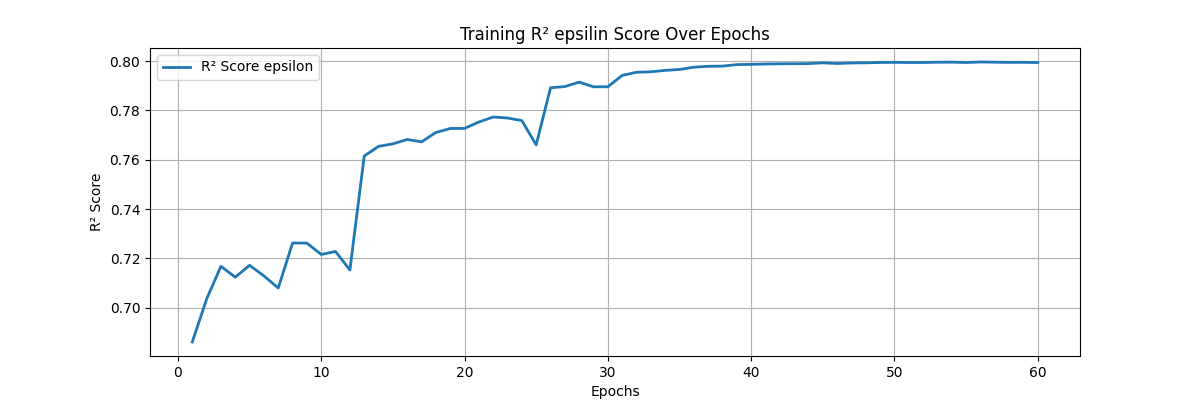 Training R² epsilin Score Over Epochs
R² Score epsilon
R² Score
0.80
0.78
0.76
0.74
0.72
0.70
0 10 20 30 40 50 60
Epochs